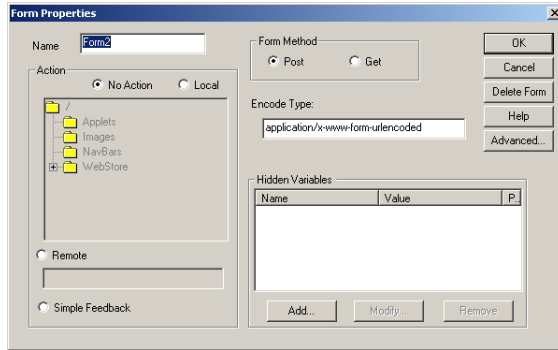 Form Properties
Name Form2
Action
No Action Local
/
Applets
Images
NavBars
WebStore
Remote
Simple Feedback
Form Method
Post Get
Encode Type:
application/x-www-form-urlencoded
Hidden Variables
Name Value P..
Add... Modify... Remove
OK
Cancel
Delete Form
Help
Advanced...